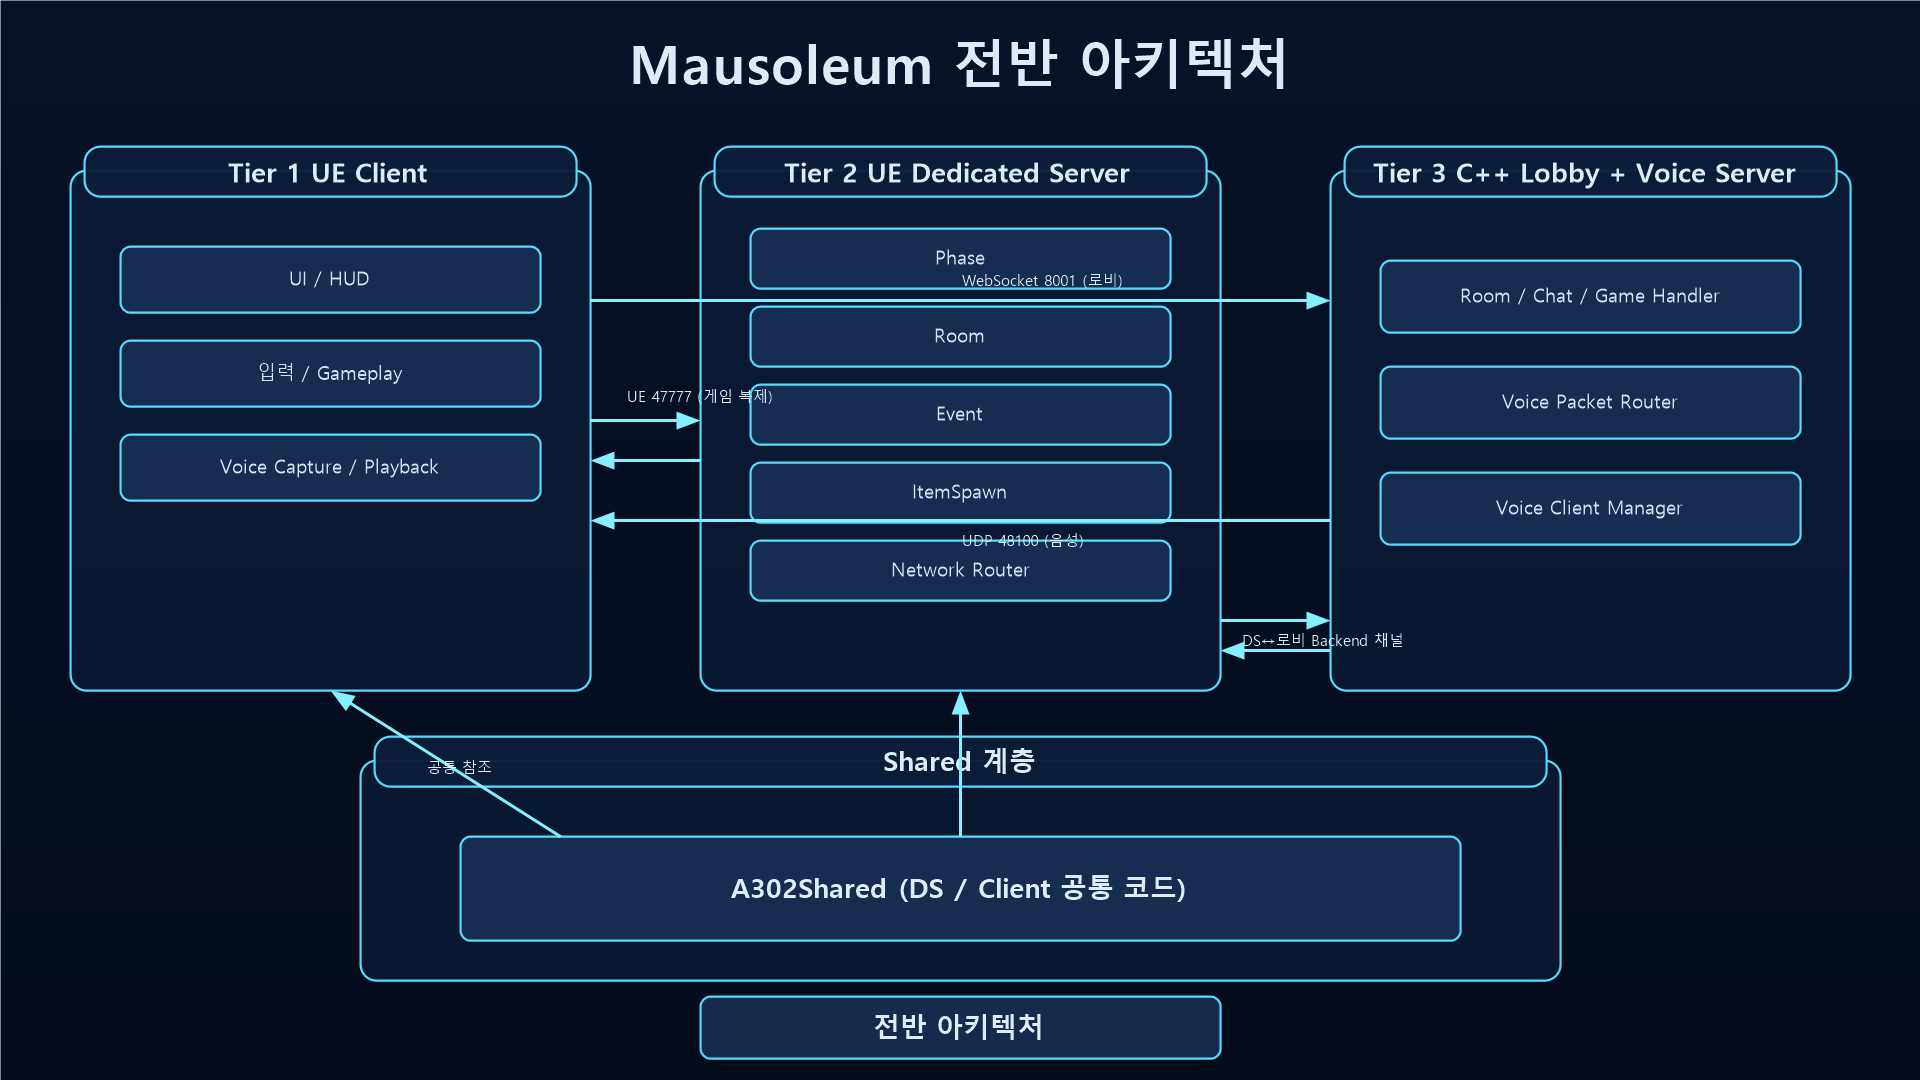 Mausoleum 전반 아키텍처
Tier 1 UE Client
UI / HUD
입력 / Gameplay
Voice Capture / Playback
Tier 2 UE Dedicated Server
Phase
WebSocket 8001 (로비)
Room
UE 47777 (게임 복제)
Event
ItemSpawn
UDP 48100 (음성)
Network Router
Tier 3 C++ Lobby + Voice Server
Room / Chat / Game Handler
Voice Packet Router
Voice Client Manager
DS↔로비 Backend 채널
공통 참조
Shared 계층
A302Shared (DS / Client 공통 코드)
전반 아키텍처